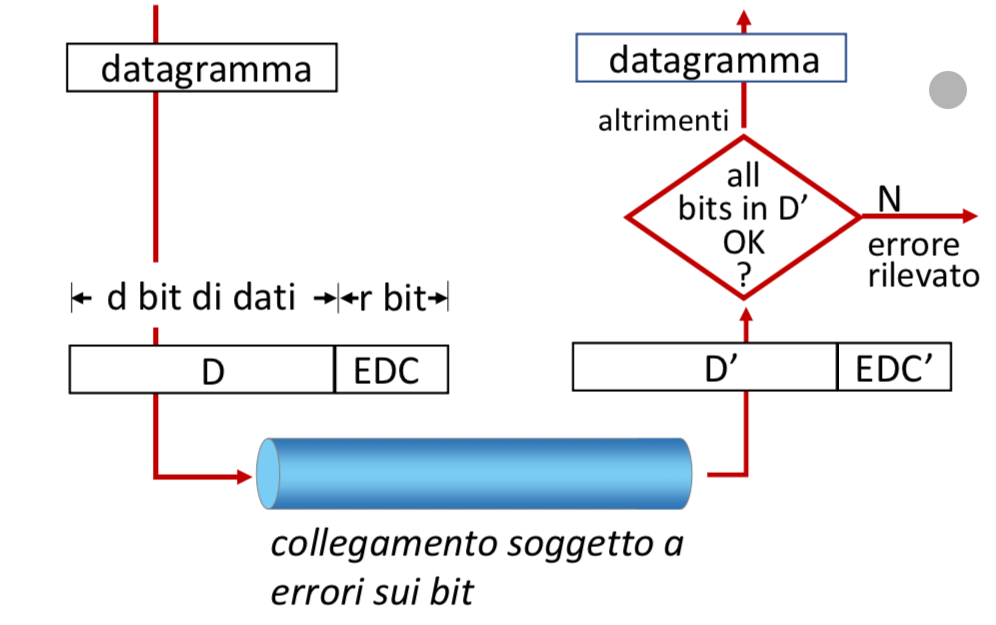 datagramma
d bit di dati
r bit
D
EDC
collegamento soggetto a
errori sui bit
datagramma
altrimenti
all
bits in D’
OK
?
N
errore
rilevato
D’
EDC’